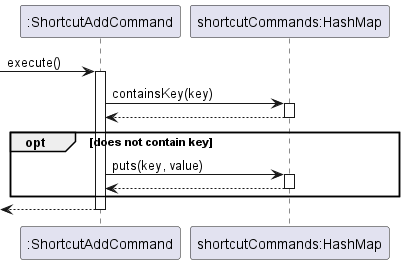 :ShortcutAddCommand shortcutCommands:HashMap
execute()
containsKey(key)
opt [does not contain key]
puts(key, value)
:ShortcutAddCommand shortcutCommands:HashMap